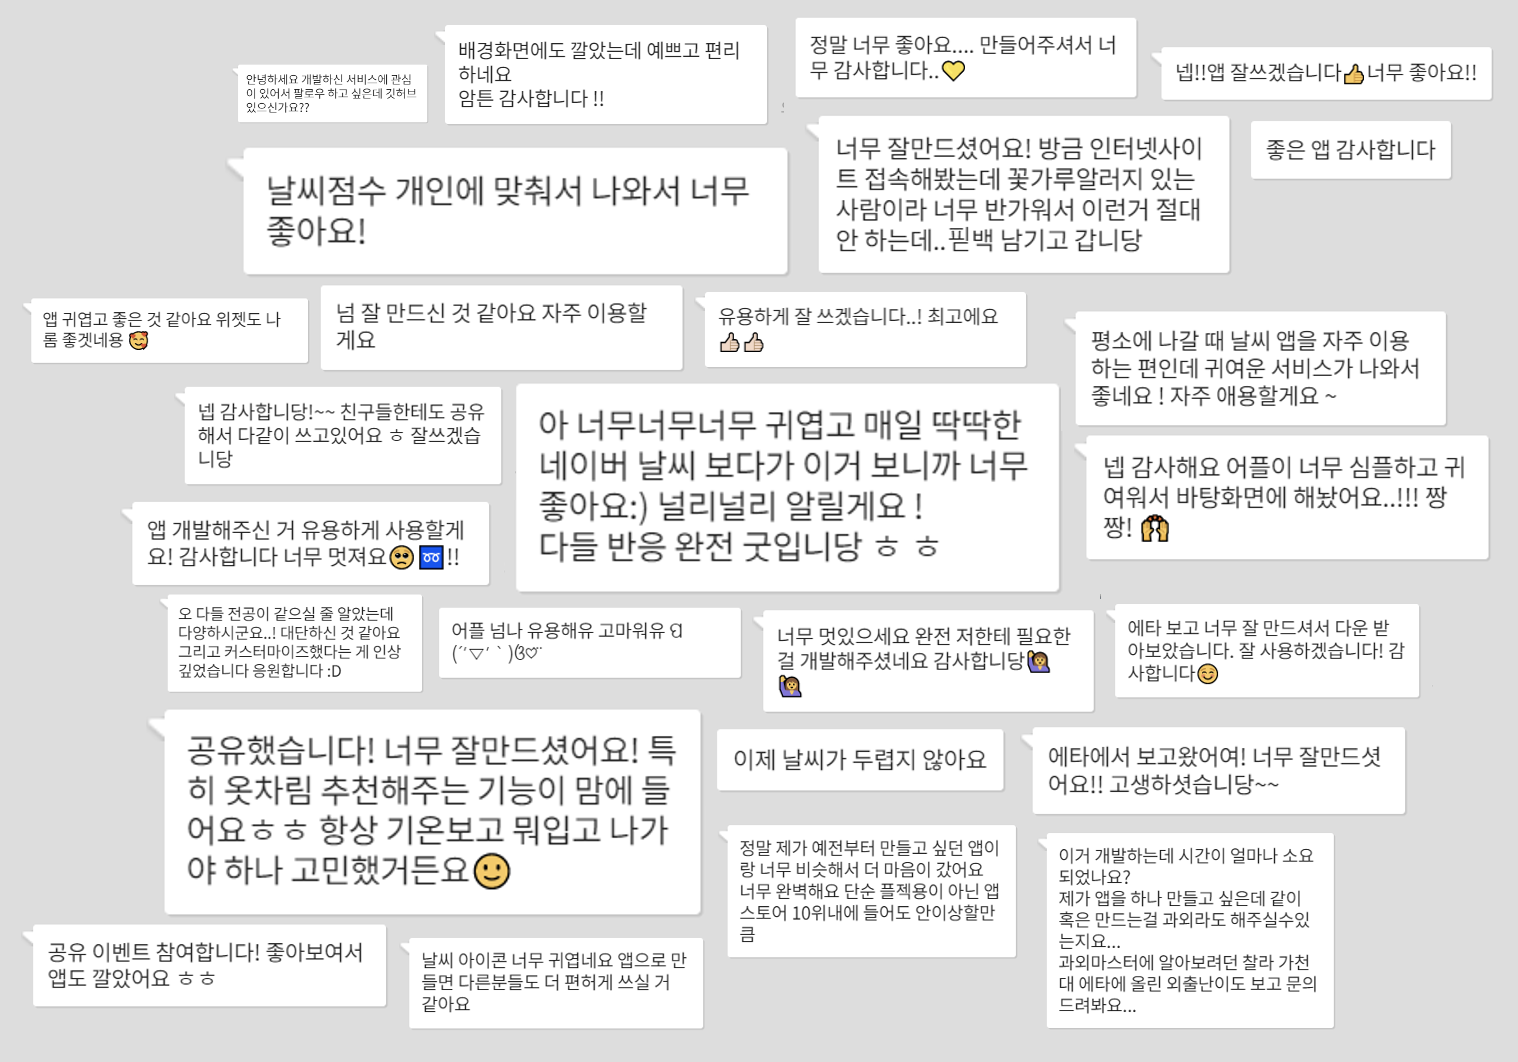 안녕하세요 개발하신 서비스에 관심
이 있어서 팔로우 하고 싶은데 깃허브
있으신가요??
배경화면에도 깔았는데 예쁘고 편리
하네요
암튼 감사합니다 !!
정말 너무 좋아요.... 만들어주셔서 너
무 감사합니다..💛
넵!!앱 잘쓰겠습니다👍너무 좋아요!!
날씨점수 개인에 맞춰서 나와서 너무
좋아요!
너무 잘만드셨어요! 방금 인터넷사이
트 접속해봤는데 꽃가루알러지 있는
사람이라 너무 반가워서 이런거 절대
안 하는데..핃백 남기고 갑니당
좋은 앱 감사합니다
앱 귀엽고 좋은 것 같아요 위젯도 나
롬 좋겟네용 🥰
넘 잘 만드신 것 같아요 자주 이용할
게요
유용하게 잘 쓰겠습니다..! 최고에요
👍🏻👍🏻
평소에 나갈 때 날씨 앱을 자주 이용
하는 편인데 귀여운 서비스가 나와서
좋네요 ! 자주 애용할게요 ~
넵 감사합니당!~~ 친구들한테도 공유
해서 다같이 쓰고있어요 ㅎ 잘쓰겠습
니당
아 너무너무너무 귀엽고 매일 딱딱한
네이버 날씨 보다가 이거 보니까 너무
좋아요:) 널리널리 알릴게요 !
다들 반응 완전 굿입니당 ㅎ ㅎ
넵 감사해요 어플이 너무 심플하고 귀
여워서 바탕화면에 해놨어요..!!! 짱
짱! 🙌
앱 개발해주신 거 유용하게 사용할게
요! 감사합니다 너무 멋져요🥺➿!!
오 다들 전공이 같으실 줄 알았는데
다양하시군요..! 대단하신 것 같아요
그리고 커스터마이즈했다는 게 인상
깊었습니다 응원합니다 :D
어플 넘나 유용해유 고마워유 ᘏ
(´′▽′｀)ଓ♡⃛
너무 멋있으세요 완전 저한테 필요한
걸 개발해주셨네요 감사합니당🙋‍♀️
🙋‍♀️
에타 보고 너무 잘 만드셔서 다운 받
아보았습니다. 잘 사용하겠습니다! 감
사합니다😊
공유했습니다! 너무 잘만드셨어요! 특
히 옷차림 추천해주는 기능이 맘에 들
어요ㅎㅎ 항상 기온보고 뭐입고 나가
야 하나 고민했거든요🙂
이제 날씨가 두렵지 않아요
에타에서 보고왔어여! 너무 잘만드셧
어요!! 고생하셧습니당~~
정말 제가 예전부터 만들고 싶던 앱이
랑 너무 비슷해서 더 마음이 갔어요
너무 완벽해요 단순 플젝용이 아닌 앱
스토어 10위내에 들어도 안이상할만
큼
이거 개발하는데 시간이 얼마나 소요
되었나요?
제가 앱을 하나 만들고 싶은데 같이
혹은 만드는걸 과외라도 해주실수있
는지요...
과외마스터에 알아보려던 찰라 가천
대 에타에 올린 외출난이도 보고 문의
드려봐요...
공유 이벤트 참여합니다! 좋아보여서
앱도 깔았어요 ㅎㅎ
날씨 아이콘 너무 귀엽네요 앱으로 만
들면 다른분들도 더 편허게 쓰실 거
같아요